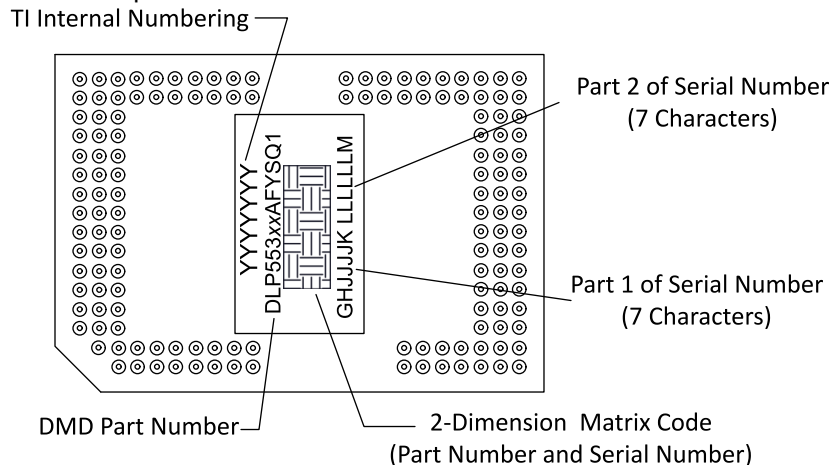 TI Internal Numbering
Part 2 of Serial Number
(7 Characters)
YYYYYYY
DLP553xxAFYSQ1
GHJJJJK LLLLLLM
Part 1 of Serial Number
(7 Characters)
DMD Part Number
2-Dimension Matrix Code
(Part Number and Serial Number)